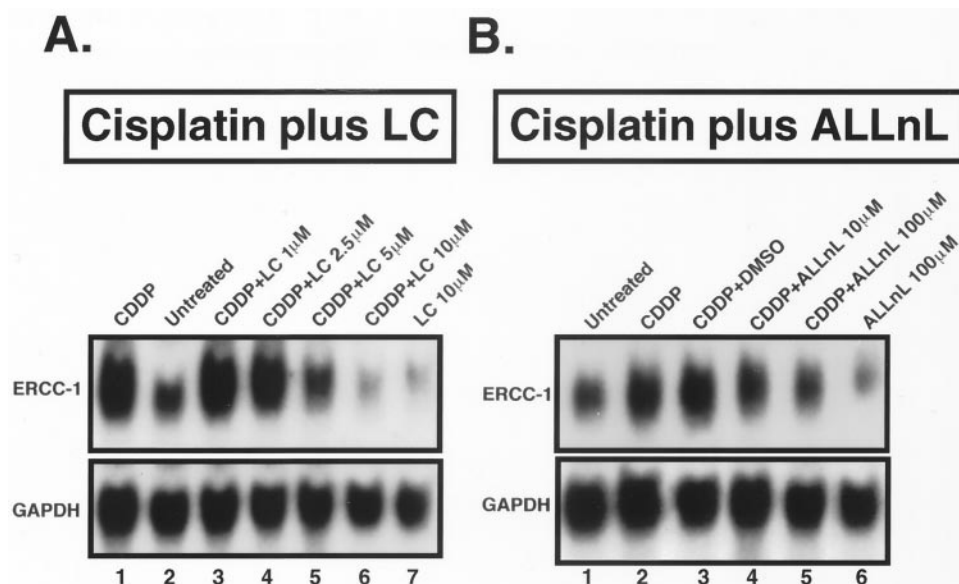 A.
Cisplatin plus LC
CDDP
Untreated
CDDP+LC 1μM
CDDP+LC 2.5μM
CDDP+LC 5μM
CDDP+LC 10μM
LC 10μM
ERCC-1
GAPDH
1 2 3 4 5 6 7
B.
Cisplatin plus ALLnL
Untreated
CDDP
CDDP+DMSO
CDDP+ALLnL 10μM
CDDP+ALLnL 100μM
ALLnL 100μM
ERCC-1
GAPDH
1 2 3 4 5 6